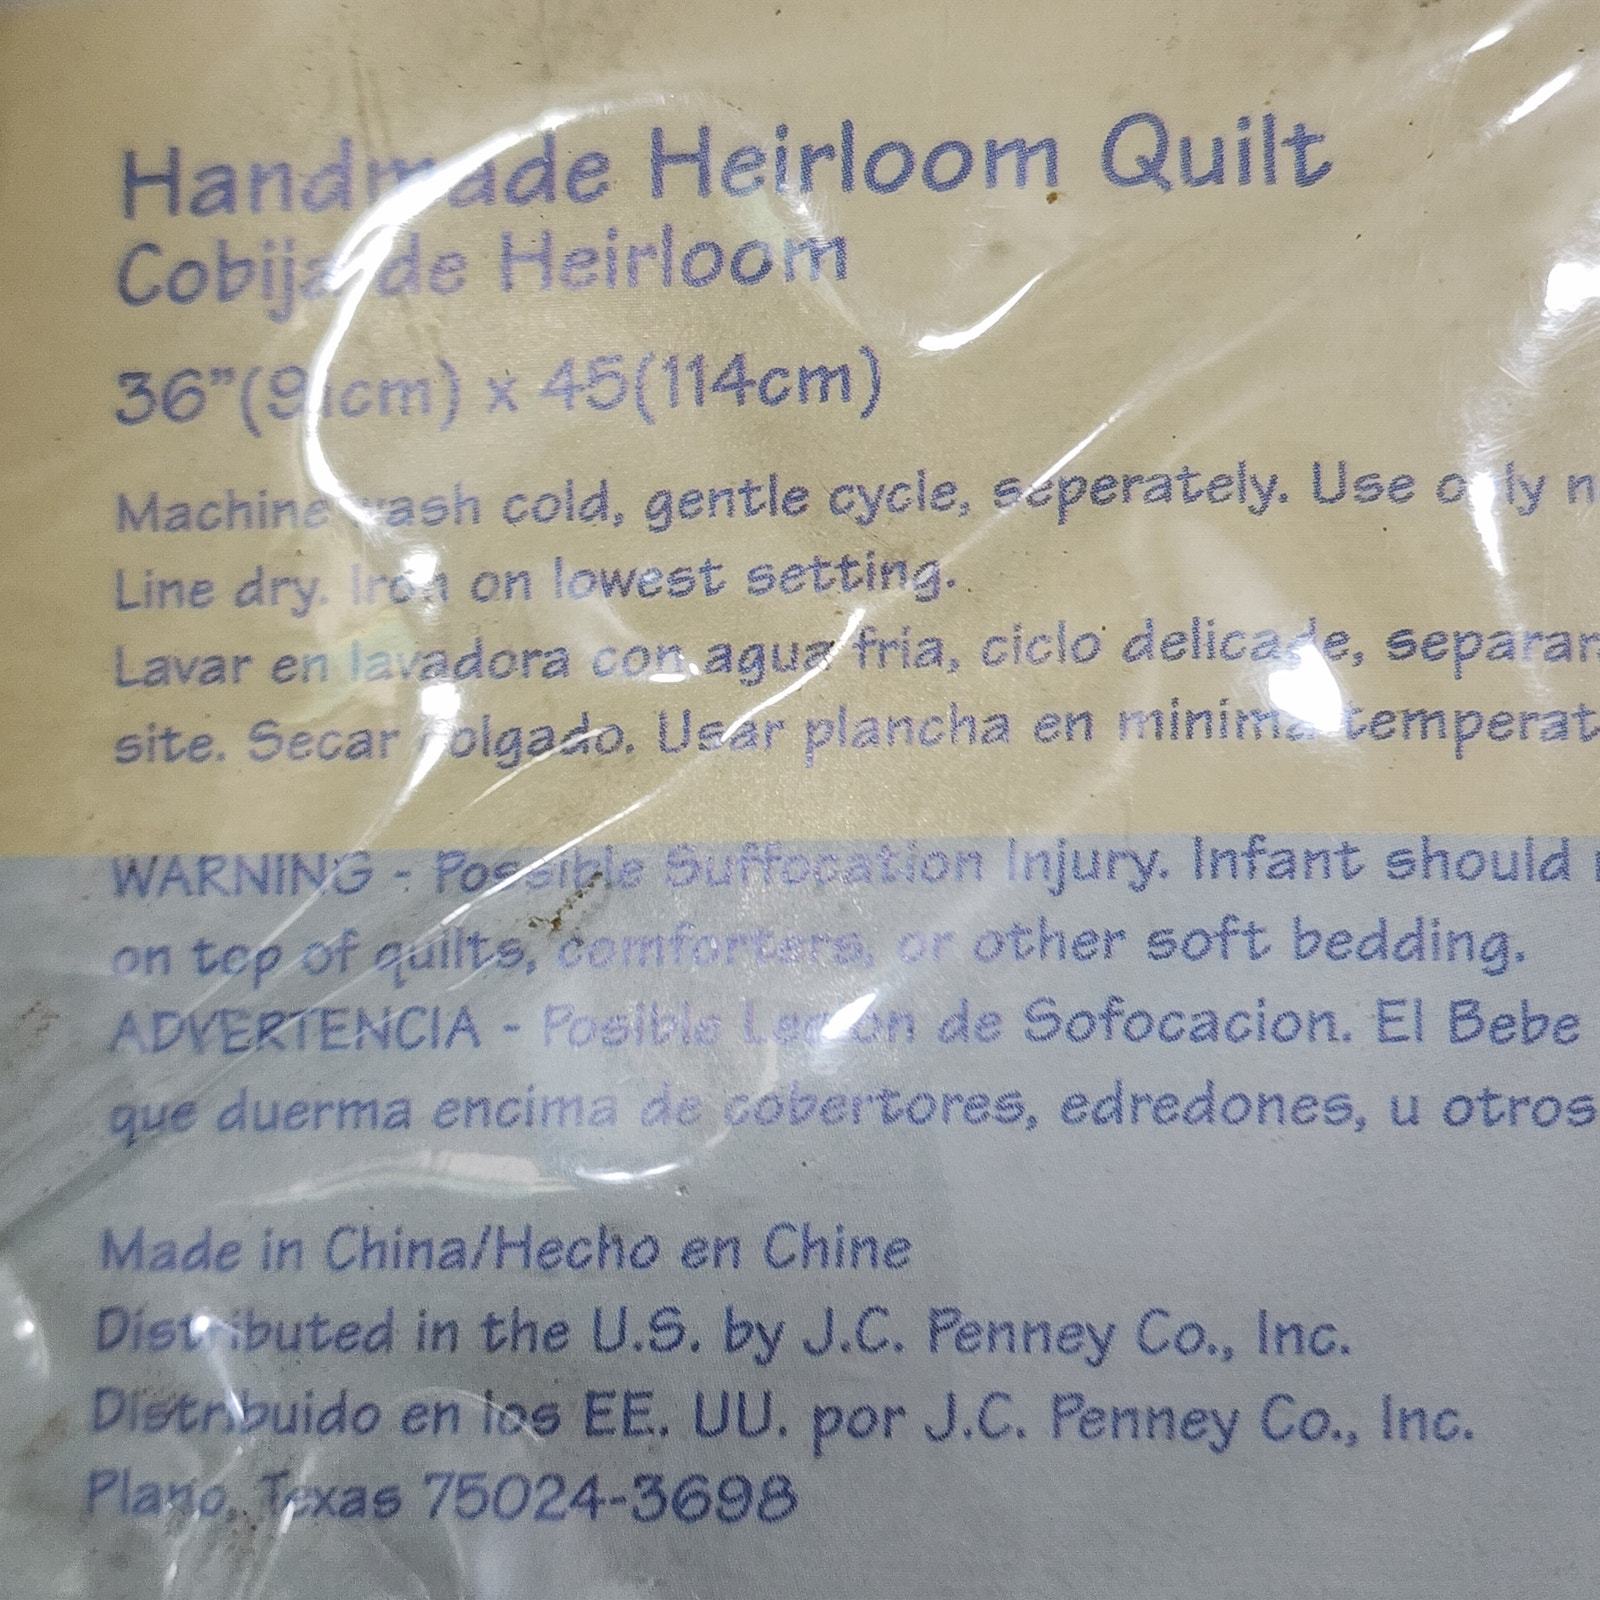 Handmade Heirloom Quilt
Cobija de Heirloom
36"(91cm) x 45(114cm)
Machine wash cold, gentle cycle, seperately. Use only n
Line dry. Iron on lowest setting.
Lavar en lavadora con agua fría, ciclo delicade, separar
site. Secar colgado. Usar plancha en minima temperat
WARNING - Possible Suffocation Injury. Infant should
on top of quilts, comforters, or other soft bedding.
ADVERTENCIA - Posible de Sofocacion. El Bebe
que duerma encima de cobertores, edredones, u otros
Made in China/Hecho en Chine
Distributed in the U.S. by J.C. Penney Co., Inc.
Distribuido en los EE. UU. por J.C. Penney Co., Inc.
Plano, Texas 75024-3698